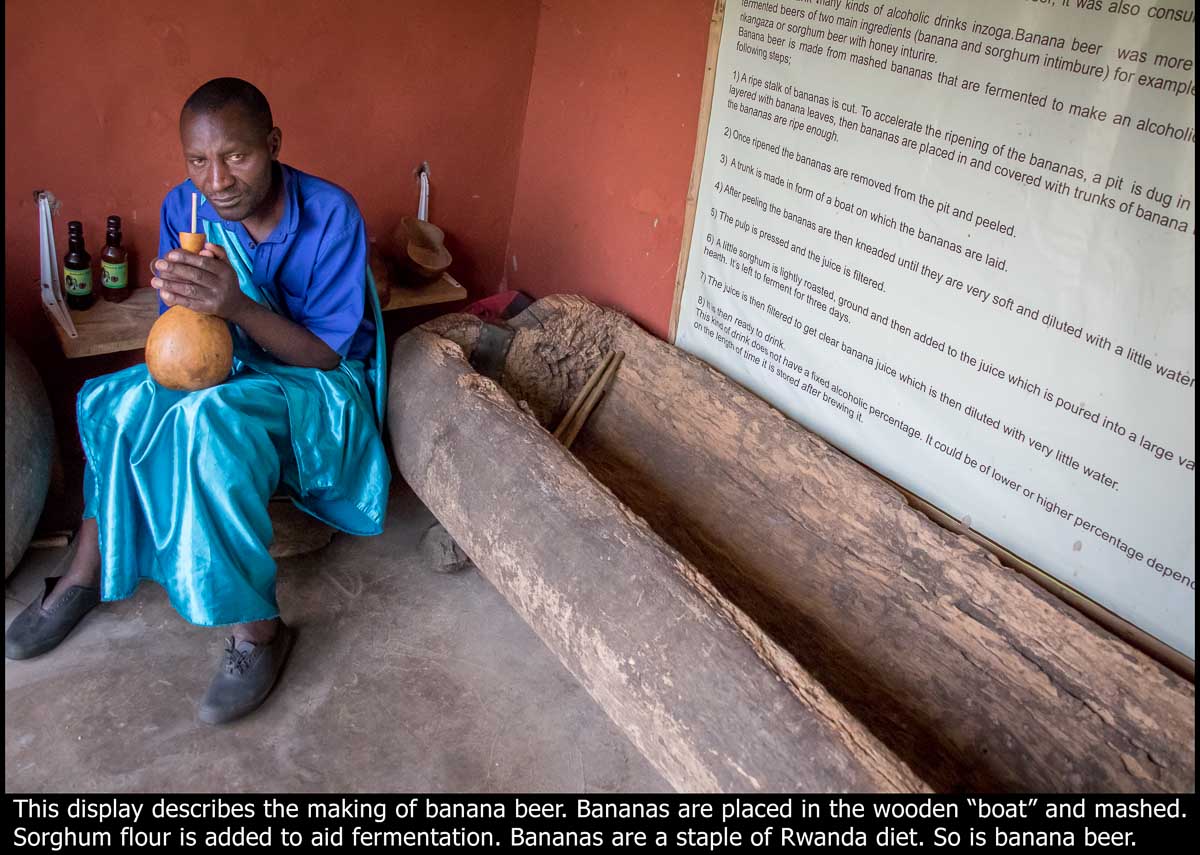 it was also
many kinds of alcoholic drinks inzoga.Banana beer was more
fermented beers of two main ingredients (banana and sorghum intimbure) for example
nkangaza or sorghum beer with honey inturire.
Banana beer is made from mashed bananas that are fermented to make an alcoholic
following steps;
1) A ripe stalk of bananas is cut. To accelerate the ripening of the bananas, a pit is dug in
layered with banana leaves, then bananas are placed in and covered with trunks of banana
the bananas are ripe enough.
2) Once ripened the bananas are removed from the pit and peeled.
3) A trunk is made in form of a boat on which the bananas are laid.
4) After peeling the bananas are then kneaded until they are very soft and diluted with a little water
5) The pulp is pressed and the juice is filtered.
6) A little sorghum is lightly roasted, ground and then added to the juice which is poured into a large
hearth. It's left to ferment for three days.
7) The juice is then filtered to get clear banana juice which is then diluted with very little water.
8) It is then ready to drink.
This kind of drink does not have a fixed alcoholic percentage. It could be of lower or higher percentage
on the length of time it is stored after brewing it.
This display describes the making of banana beer. Bananas are placed in the wooden “boat” and mashed.
Sorghum flour is added to aid fermentation. Bananas are a staple of Rwanda diet. So is banana beer.